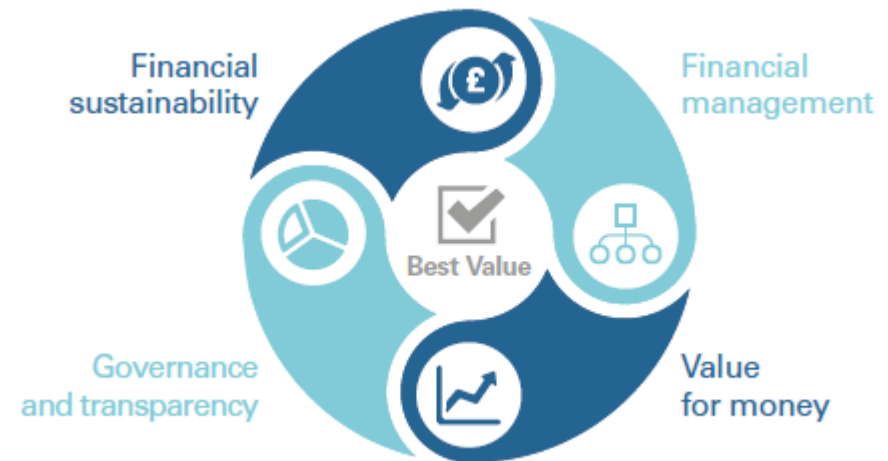 Financial
sustainability
Financial
management
£
Best Value
Governance
and transparency
Value
for money